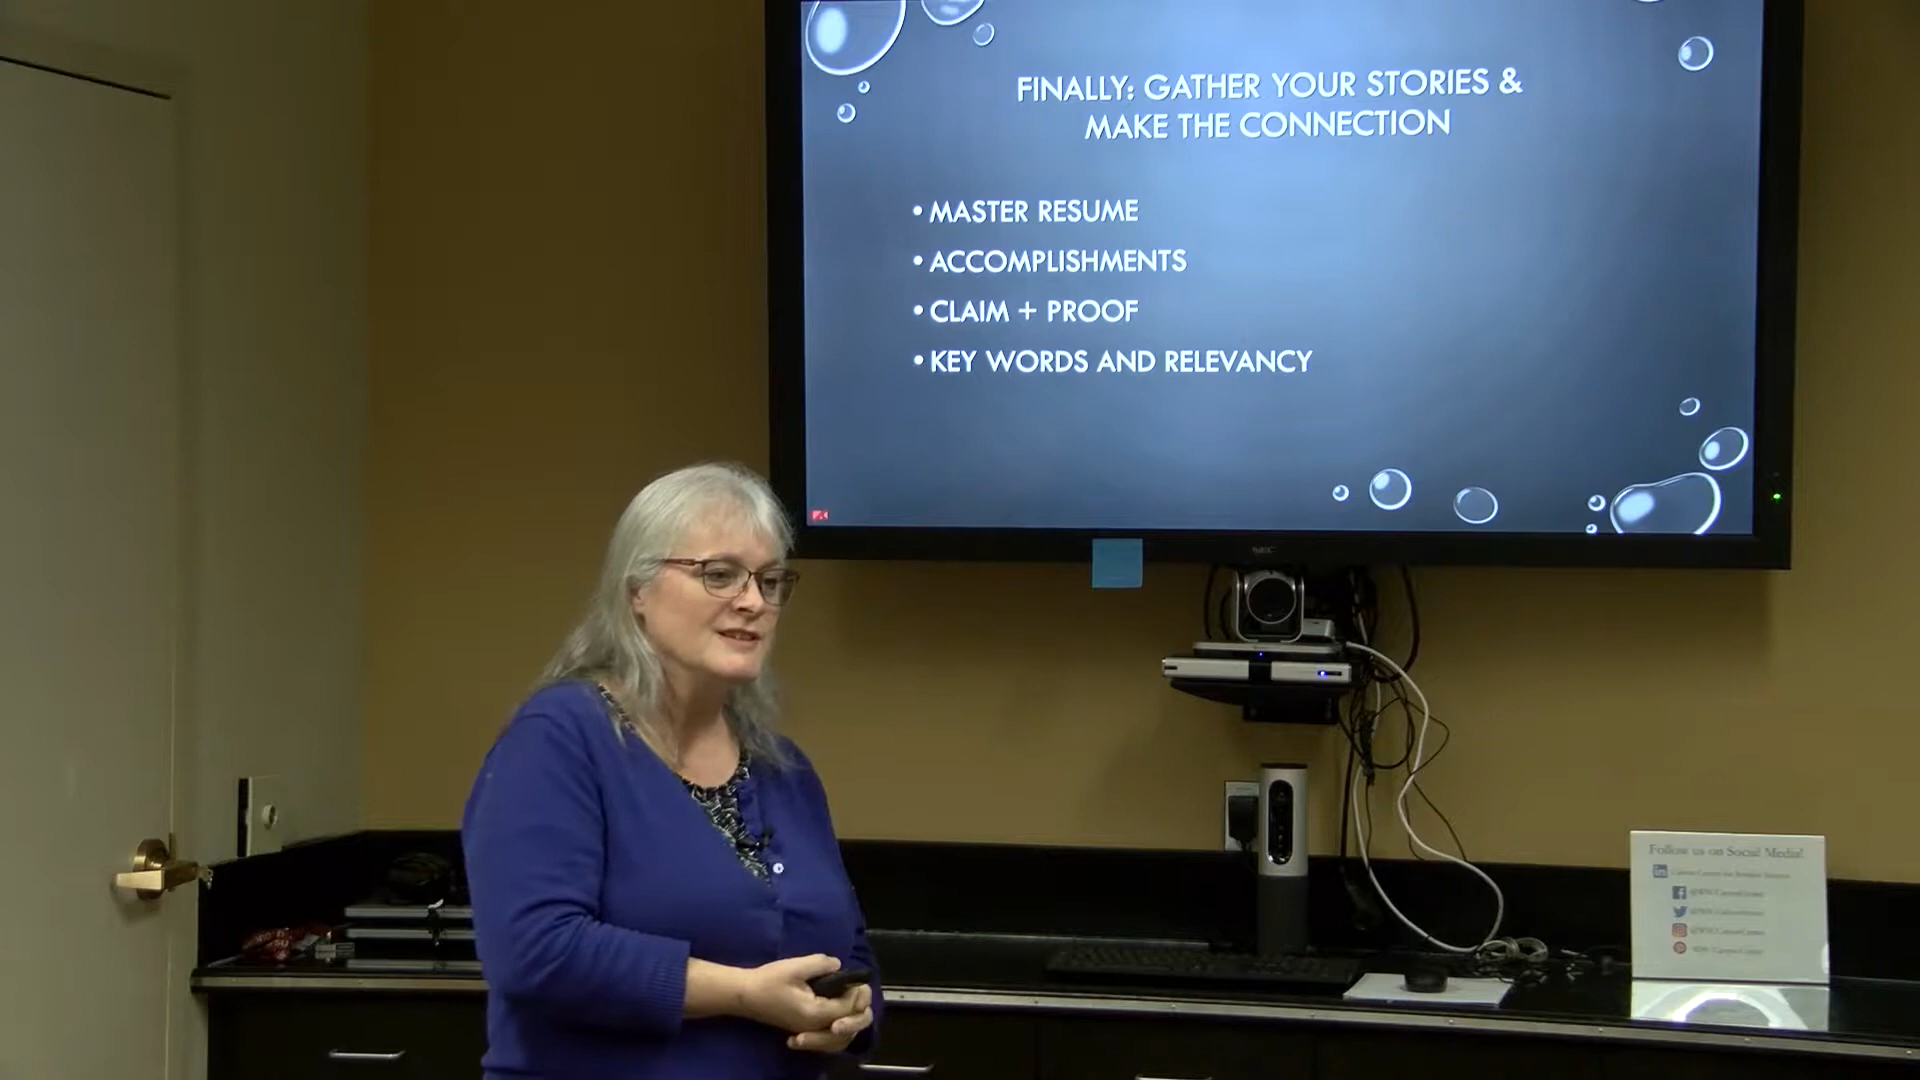 FINALLY: GATHER YOUR STORIES &
MAKE THE CONNECTION
• MASTER RESUME
• ACCOMPLISHMENTS
• CLAIM + PROOF
• KEY WORDS AND RELEVANCY
NEC
Follow us on Social Media!